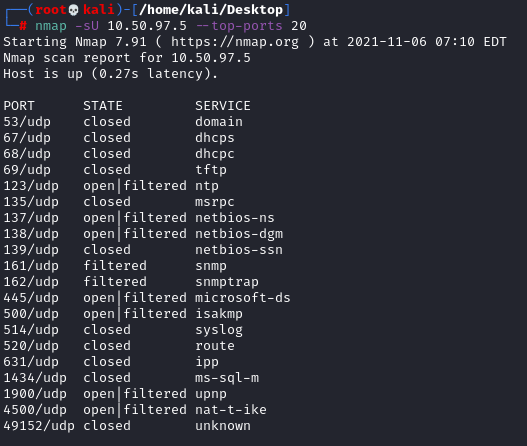 ┌──(root💀kali)-[/home/kali/Desktop]
└─# nmap -sU 10.50.97.5 --top-ports 20
Starting Nmap 7.91 ( https://nmap.org ) at 2021-11-06 07:10 EDT
Nmap scan report for 10.50.97.5
Host is up (0.27s latency).

PORT      STATE         SERVICE
53/udp    closed        domain
67/udp    closed        dhcps
68/udp    closed        dhcpc
69/udp    closed        tftp
123/udp   open|filtered ntp
135/udp   closed        msrpc
137/udp   open|filtered netbios-ns
138/udp   open|filtered netbios-dgm
139/udp   closed        netbios-ssn
161/udp   filtered      snmp
162/udp   filtered      snmptrap
445/udp   open|filtered microsoft-ds
500/udp   open|filtered isakmp
514/udp   closed        syslog
520/udp   closed        route
631/udp   closed        ipp
1434/udp  closed        ms-sql-m
1900/udp  open|filtered upnp
4500/udp  open|filtered nat-t-ike
49152/udp closed        unknown